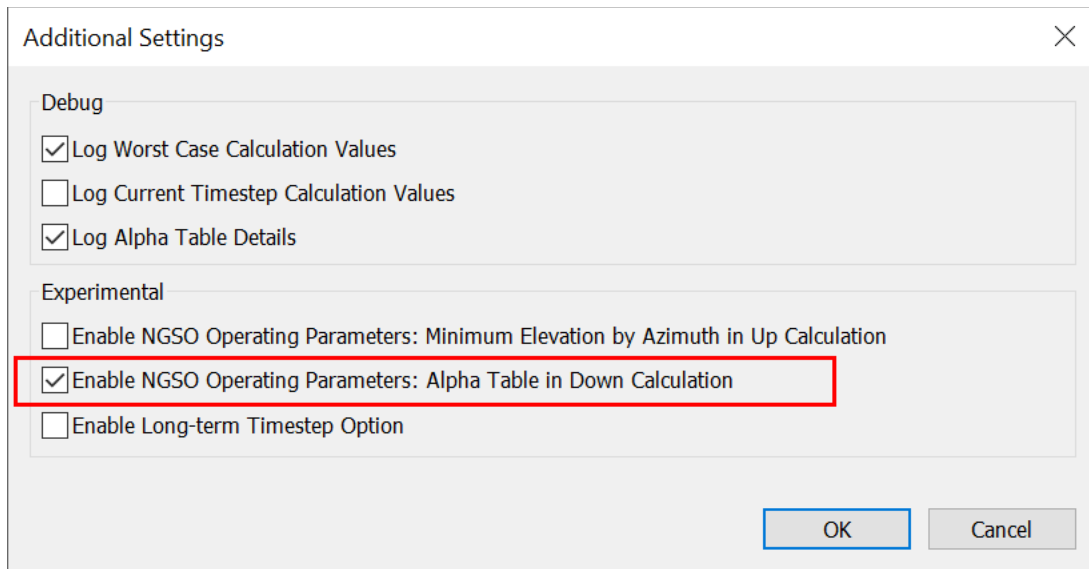 Additional Settings
Debug
Log Worst Case Calculation Values
Log Current Timestep Calculation Values
Log Alpha Table Details
Experimental
Enable NGSO Operating Parameters: Minimum Elevation by Azimuth in Up Calculation
Enable NGSO Operating Parameters: Alpha Table in Down Calculation
Enable Long-term Timestep Option
OK Cancel